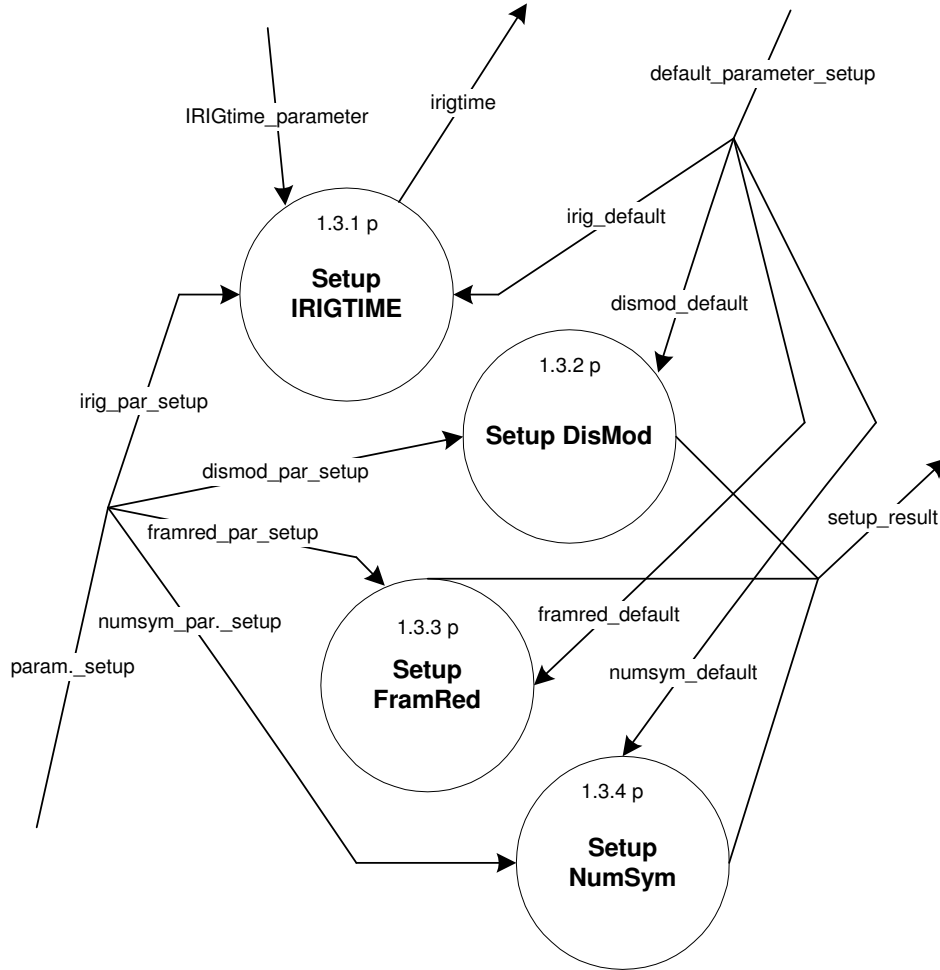 default_parameter_setup
irigtime
IRIGtime_parameter
irig_default
1.3.1 p
Setup
IRIGTIME
dismod_default
1.3.2 p
Setup DisMod
irig_par_setup
dismod_par_setup
framred_par_setup
setup_result
numsym_par._setup
framred_default
1.3.3 p
Setup
FramRed
param._setup
numsym_default
1.3.4 p
Setup
NumSym